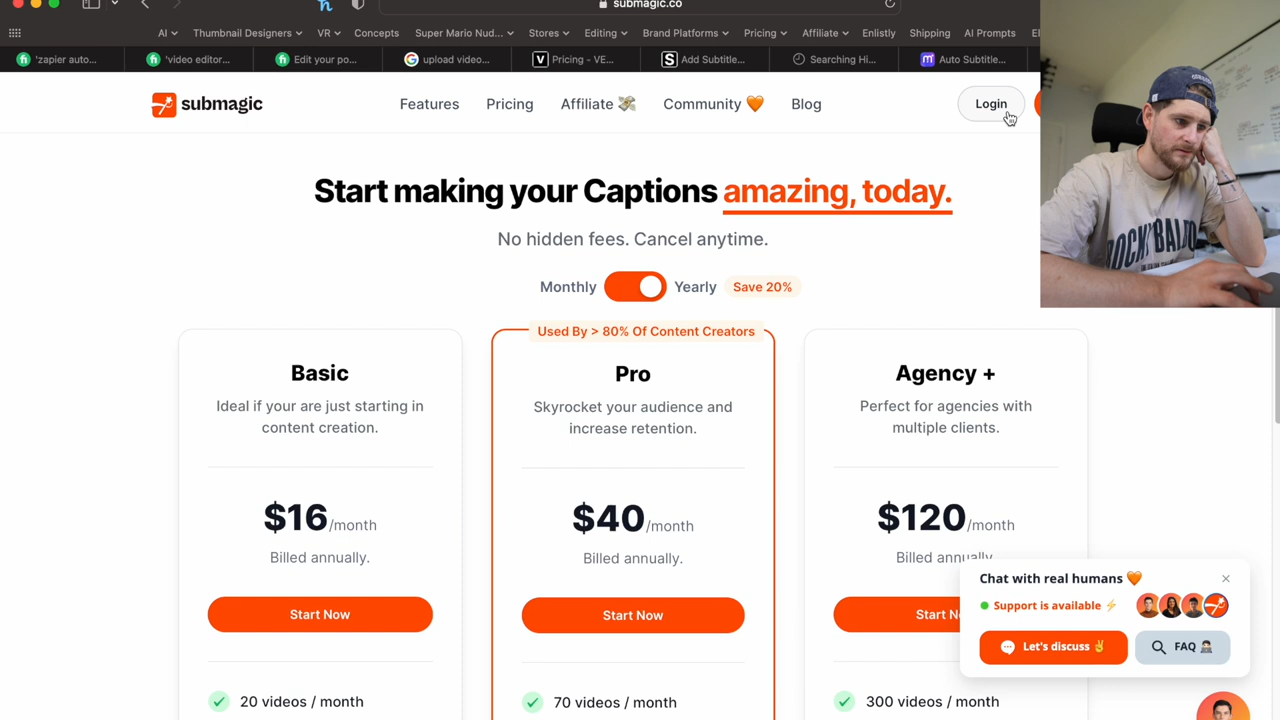 submagic.co
AI Thumbnail Designers VR Concepts Super Mario Nud... Stores Editing Brand Platforms Pricing Affiliate Enlisty Shipping AI Prompts
'zapier auto... 'video editor... Edit your po... upload video... Pricing - VE... Add Subtitle... Searching Hi... Auto Subtitle...
submagic Features Pricing Affiliate 💸 Community 🧡 Blog Login
Start making your Captions amazing, today.
No hidden fees. Cancel anytime.
Monthly Yearly Save 20%
Used By > 80% Of Content Creators
Basic
Ideal if your are just starting in
content creation.
$16/month
Billed annually.
Start Now
20 videos / month
Pro
Skyrocket your audience and
increase retention.
$40/month
Billed annually.
Start Now
70 videos / month
Agency +
Perfect for agencies with
multiple clients.
$120/month
Billed annually.
Start
300 videos / month
Chat with real humans 🧡
Support is available ⚡
Let's discuss ✌
FAQ